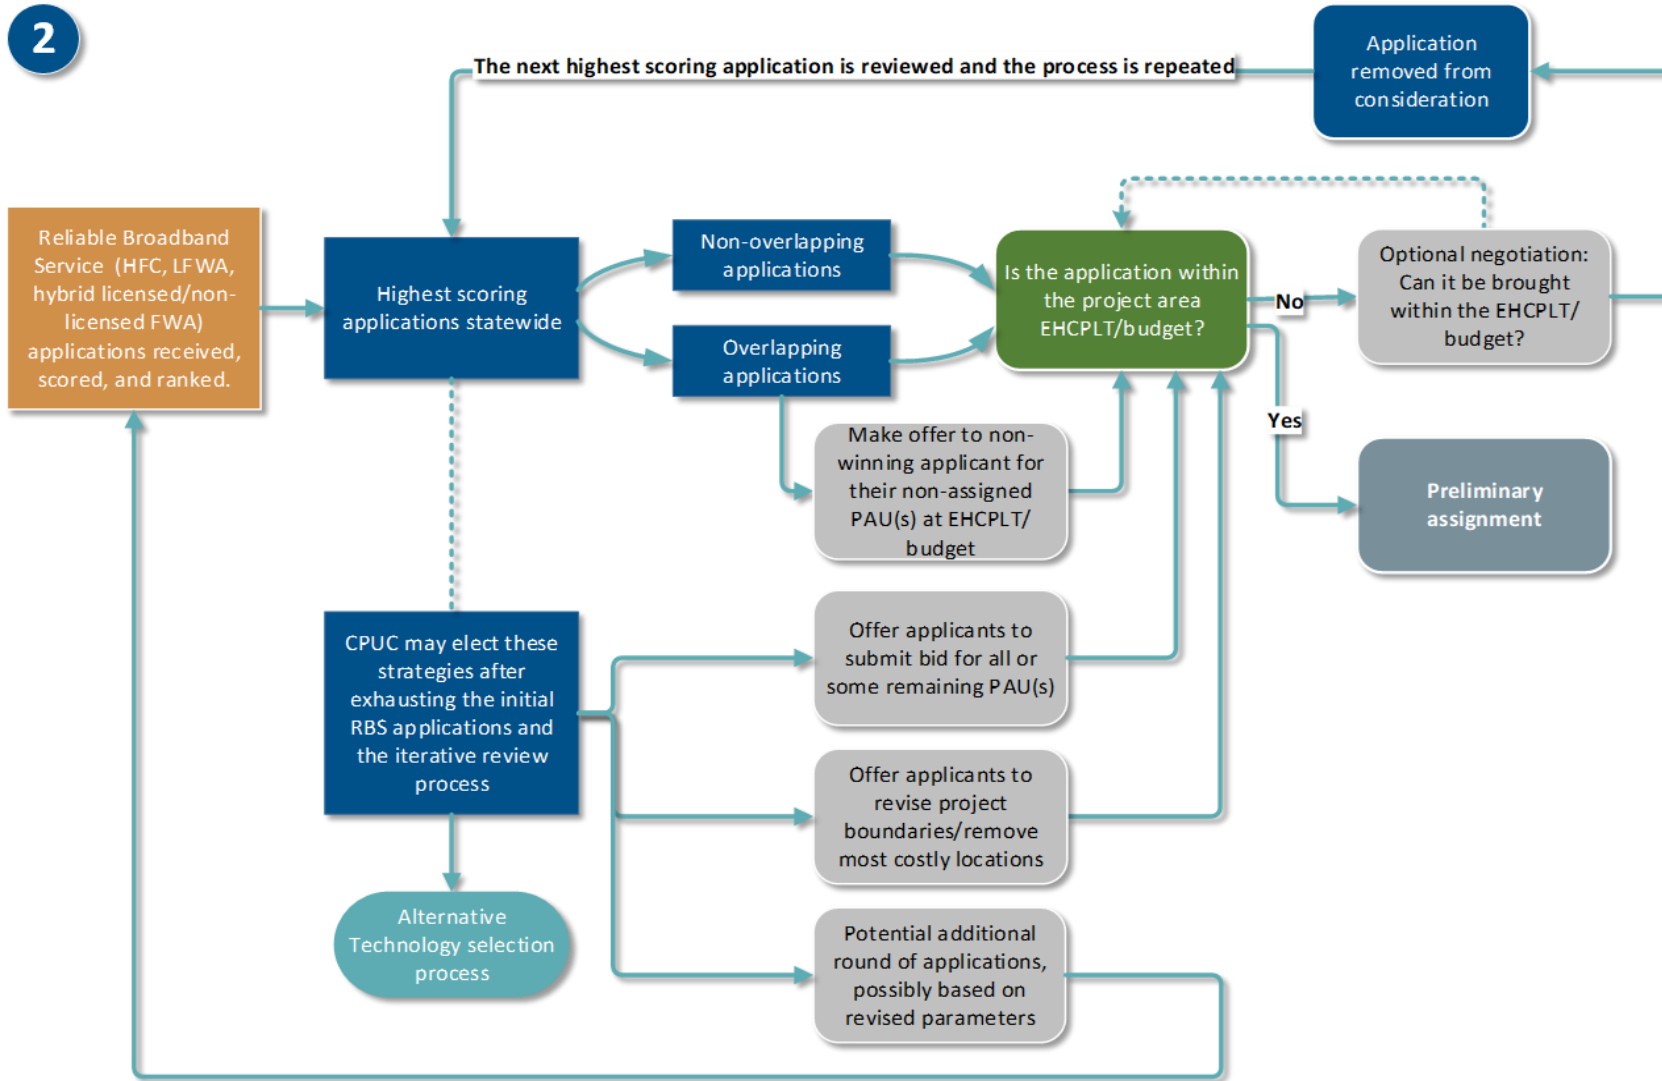 2
The next highest scoring application is reviewed and the process is repeated
Application
removed from
consideration
Reliable Broadband
Service (HFC, LFWA,
hybrid licensed/non-
licensed FWA)
applications received,
scored, and ranked.
Highest scoring
applications statewide
Non-overlapping
applications
Overlapping
applications
Is the application within
the project area
EHCPLT/budget?
No
Optional negotiation:
Can it be brought
within the EHCPLT/
budget?
Yes
Preliminary
assignment
Make offer to non-
winning applicant for
their non-assigned
PAU(s) at EHCPLT/
budget
CPUC may elect these
strategies after
exhausting the initial
RBS applications and
the iterative review
process
Offer applicants to
submit bid for all or
some remaining PAU(s)
Offer applicants to
revise project
boundaries/remove
most costly locations
Potential additional
round of applications,
possibly based on
revised parameters
Alternative
Technology selection
process